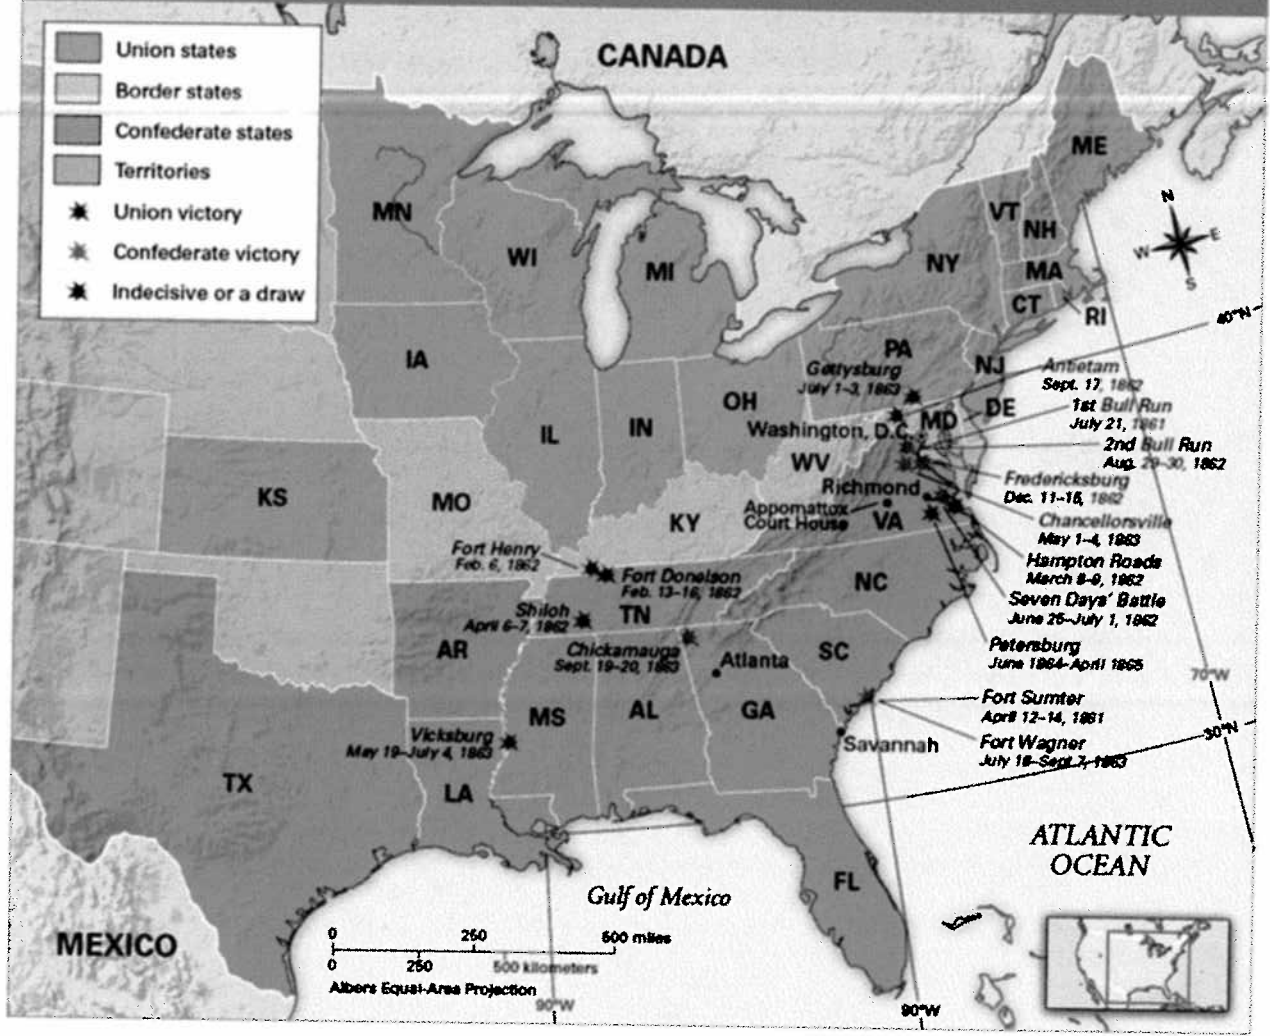 Union states
Border states
Confederate states
Territories
Union victory
Confederate victory
Indecisive or a draw
CANADA
ME
N
W E
S
MN
WI
MI
NY
VT
NH
MA
CT
RI
40°N
IA
PA
NJ
Gettysburg
July 1–3, 1863
Antietam
Sept. 17, 1862
OH
DE
MD
1st Bull Run
July 21, 1861
IL
IN
Washington, D.C.
2nd Bull Run
Aug. 29–30, 1862
WV
Fredericksburg
Dec. 11–15, 1862
KS
MO
KY
Richmond
Appomattox
Court House
VA
Chancellorsville
May 1–4, 1863
Fort Henry
Feb. 6, 1862
Hampton Roads
March 8–9, 1862
Fort Donelson
Feb. 13–16, 1862
NC
Seven Days' Battle
June 25–July 1, 1862
Shiloh
April 6–7, 1862
TN
AR
Chickamauga
Sept. 19–20, 1863
Atlanta
SC
Petersburg
June 1864–April 1865
70°W
MS
AL
GA
Fort Sumter
April 12–14, 1861
30°N
Vicksburg
May 19–July 4, 1863
Savannah
Fort Wagner
July 18–Sept. 7, 1863
TX
LA
ATLANTIC
OCEAN
FL
Gulf of Mexico
MEXICO
0 250 500 miles
0 250 500 kilometers
Albers Equal-Area Projection
90°W
80°W